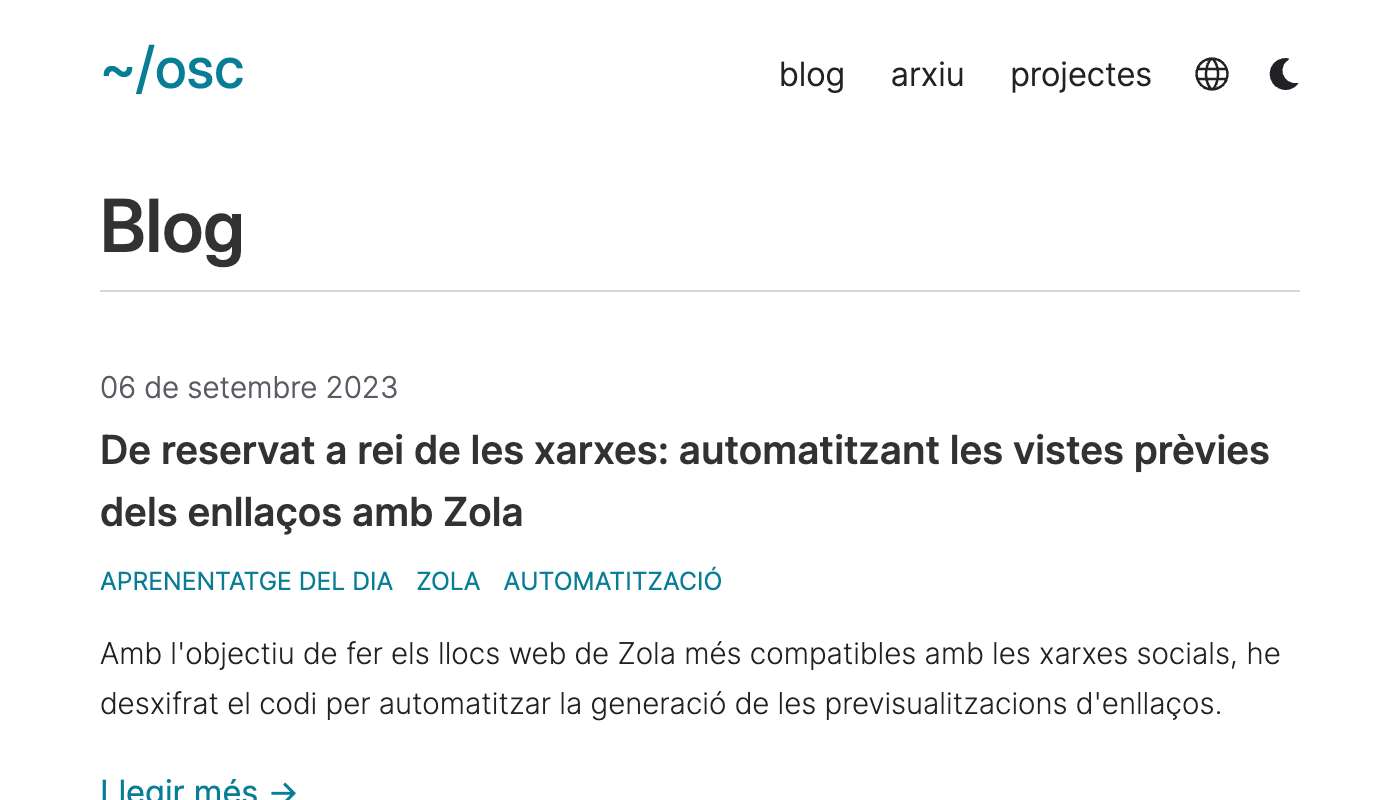 ~/osc
blog arxiu projectes
Blog
06 de setembre 2023
De reservat a rei de les xarxes: automatitzant les vistes prèvies
dels enllaços amb Zola
APRENENTATGE DEL DIA ZOLA AUTOMATITZACIÓ
Amb l'objectiu de fer els llocs web de Zola més compatibles amb les xarxes socials, he
desxifrat el codi per automatitzar la generació de les previsualitzacions d'enllaços.
Llegir més →